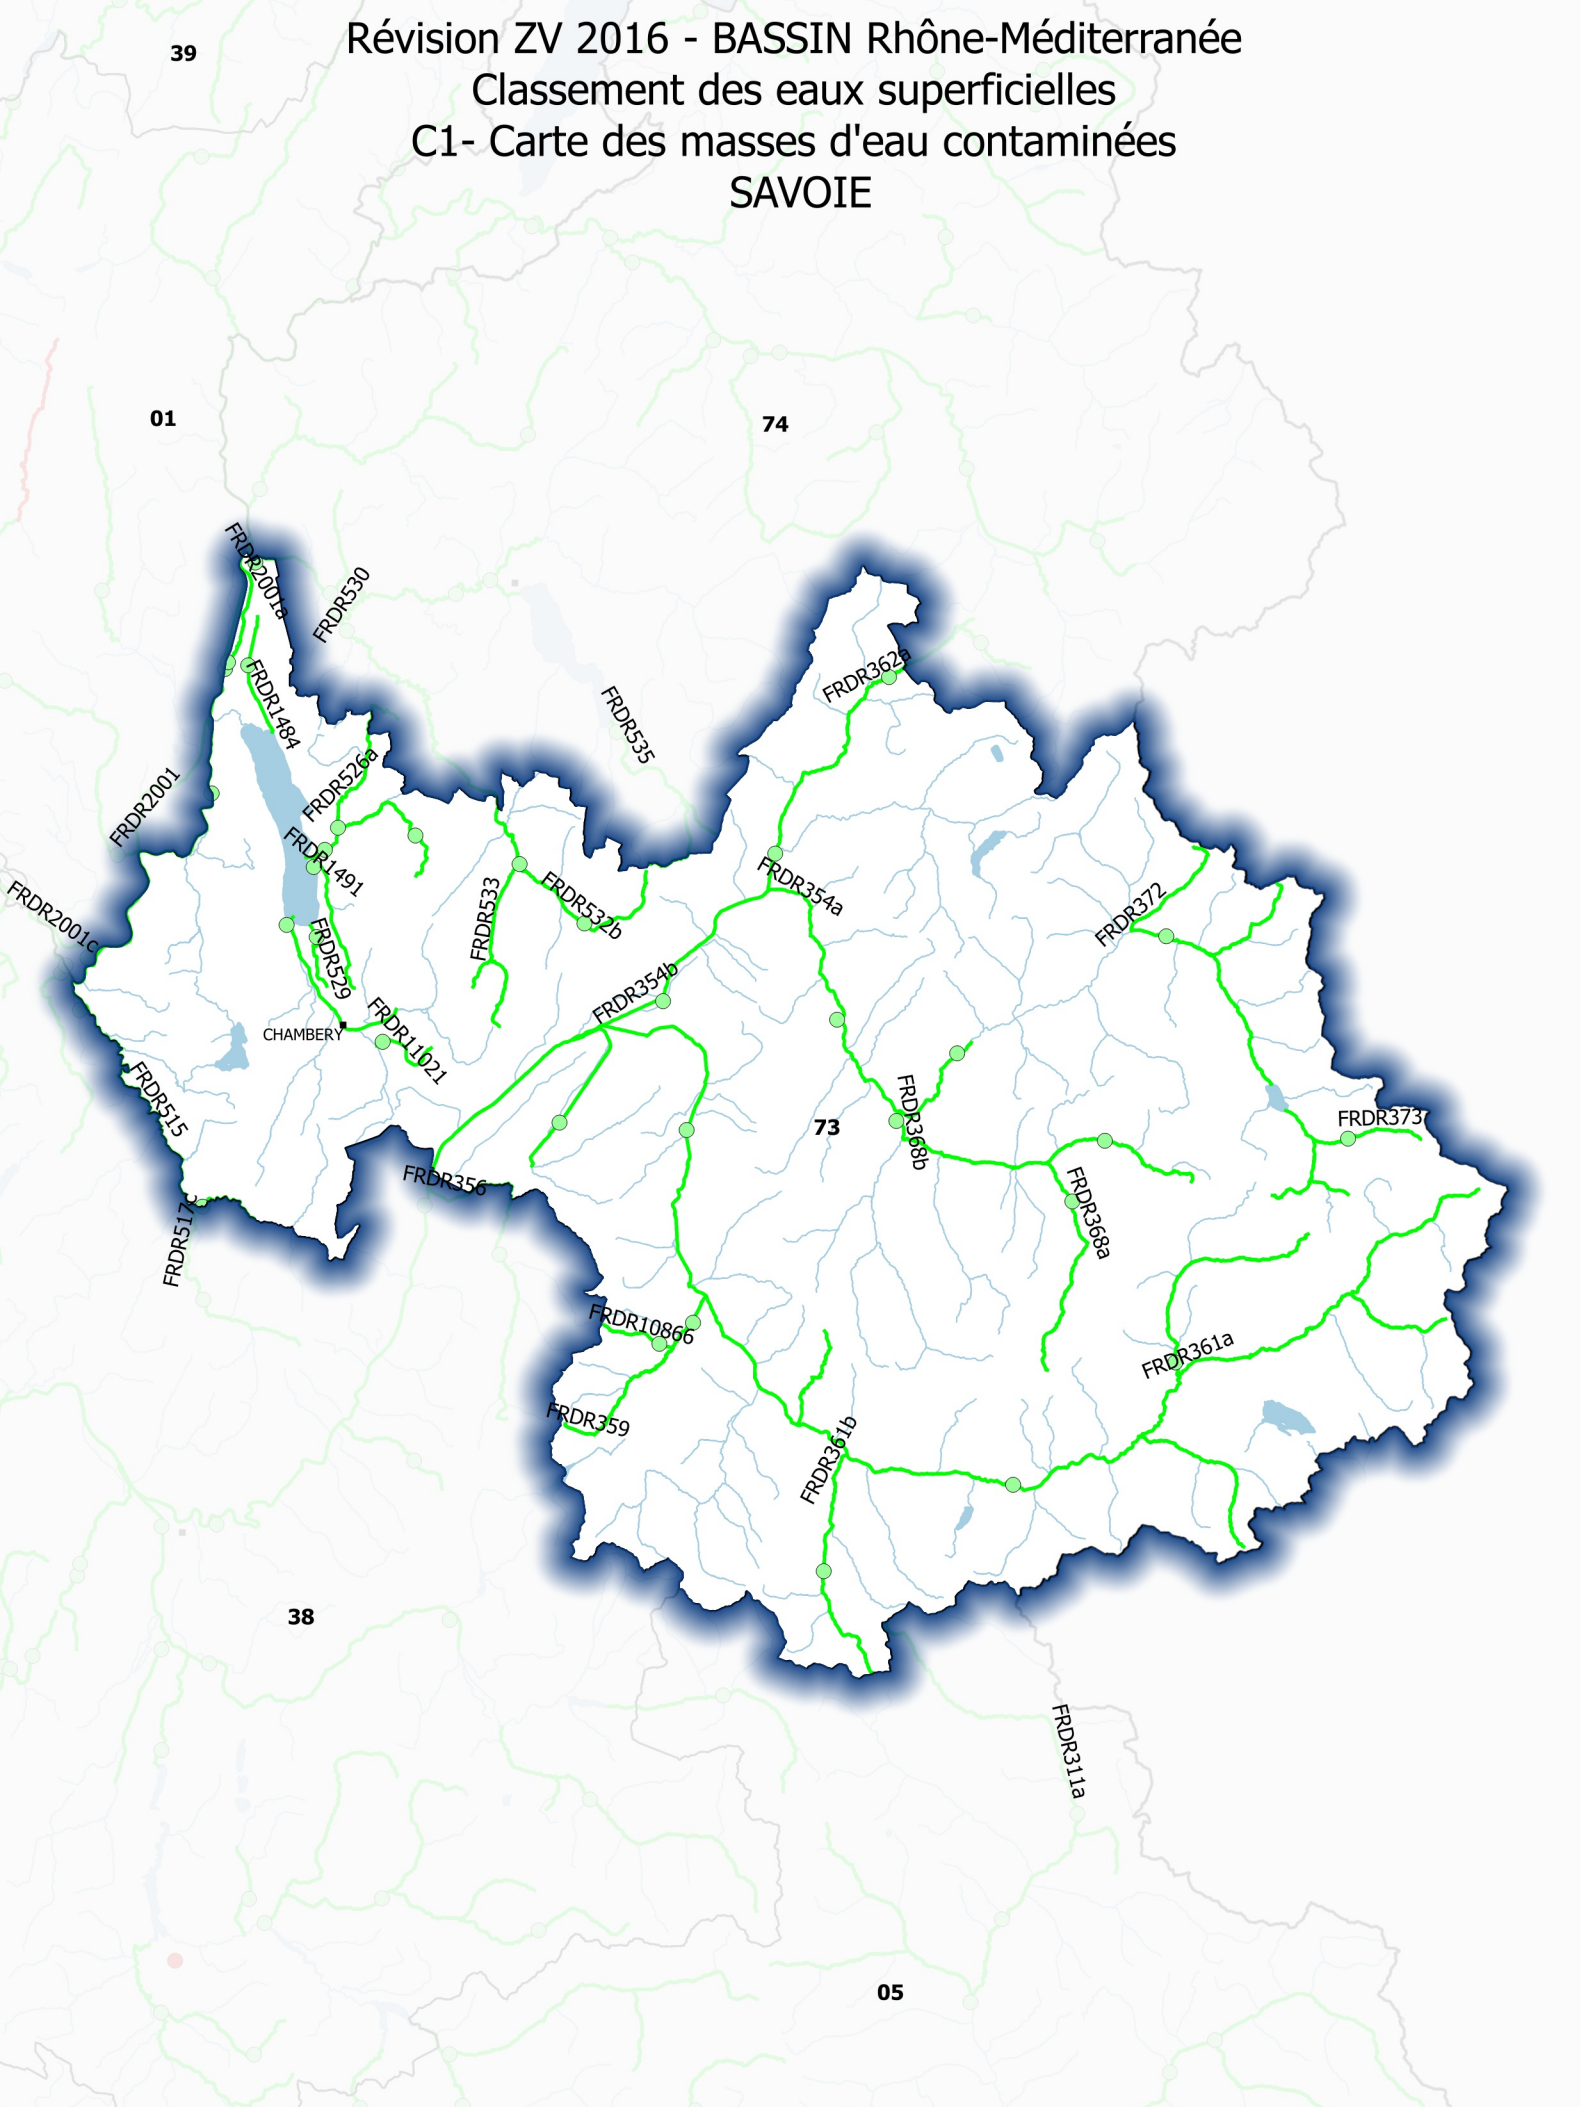 39
Révision ZV 2016 - BASSIN Rhône-Méditerranée
Classement des eaux superficielles
C1- Carte des masses d'eau contaminées
SAVOIE
01
74
FRDR2001a
FRDR530
FRDR362a
FRDR1484
FRDR535
FRDR526a
FRDR2001
FRDR1491
FRDR354a
FRDR533
FRDR532b
FRDR372
FRDR2001c
FRDR529
FRDR354b
CHAMBERY
FRDR11021
FRDR515
73
FRDR368b
FRDR373
FRDR356
FRDR368a
FRDR517c
FRDR10866
FRDR361a
FRDR359
FRDR361b
38
FRDR311a
05